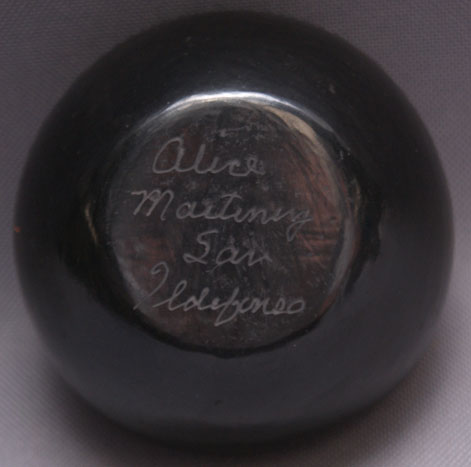 Alice
Martinez
San
Ildefonso